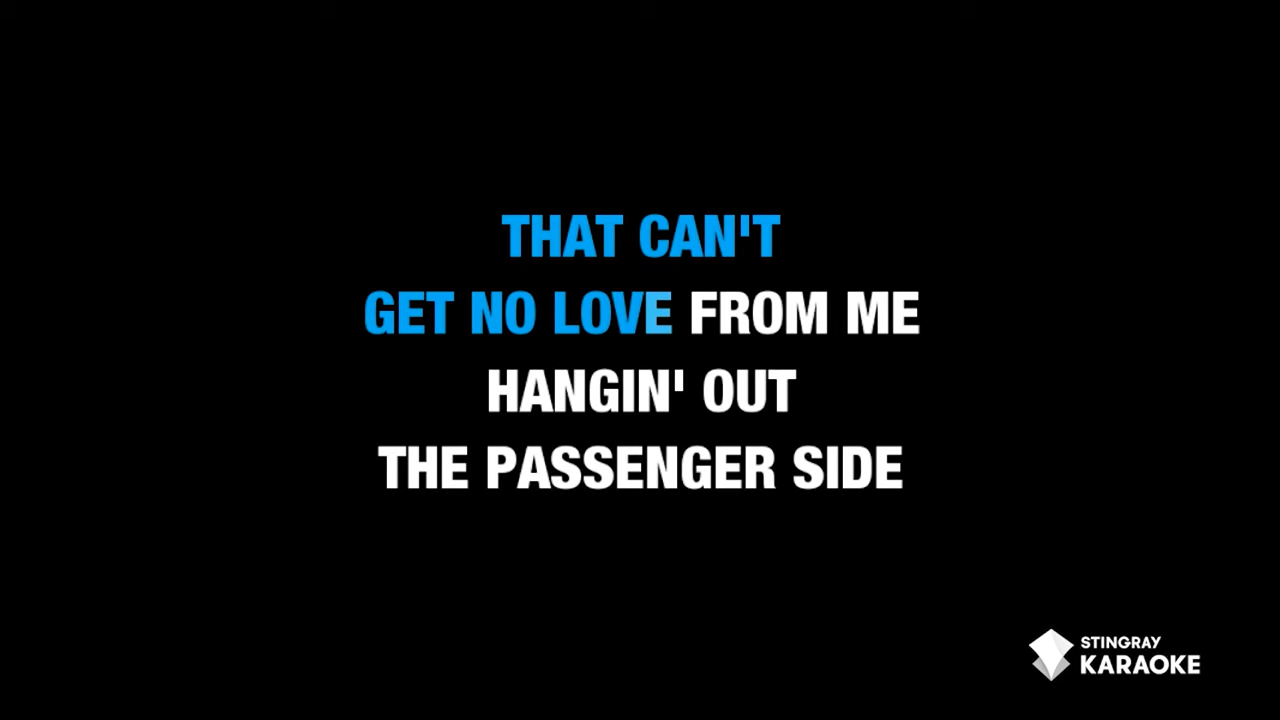 THAT CAN'T
GET NO LOVE FROM ME
HANGIN' OUT
THE PASSENGER SIDE
STINGRAY
KARAOKE